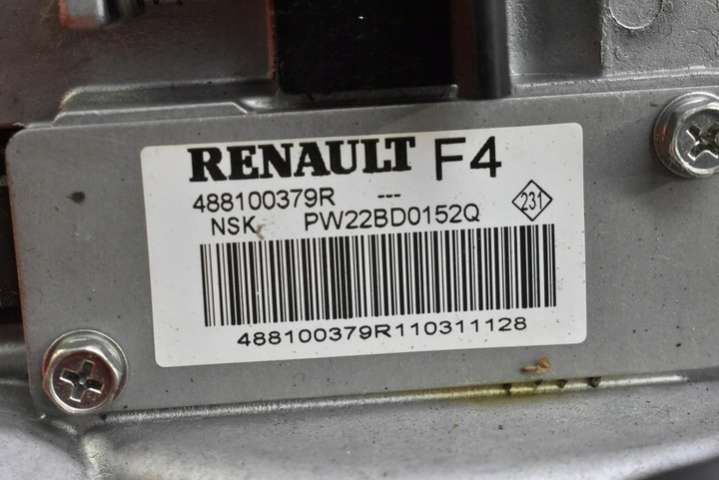 RENAULT F4
488100379R ---
NSK PW22BD0152Q 231
488100379R110311128